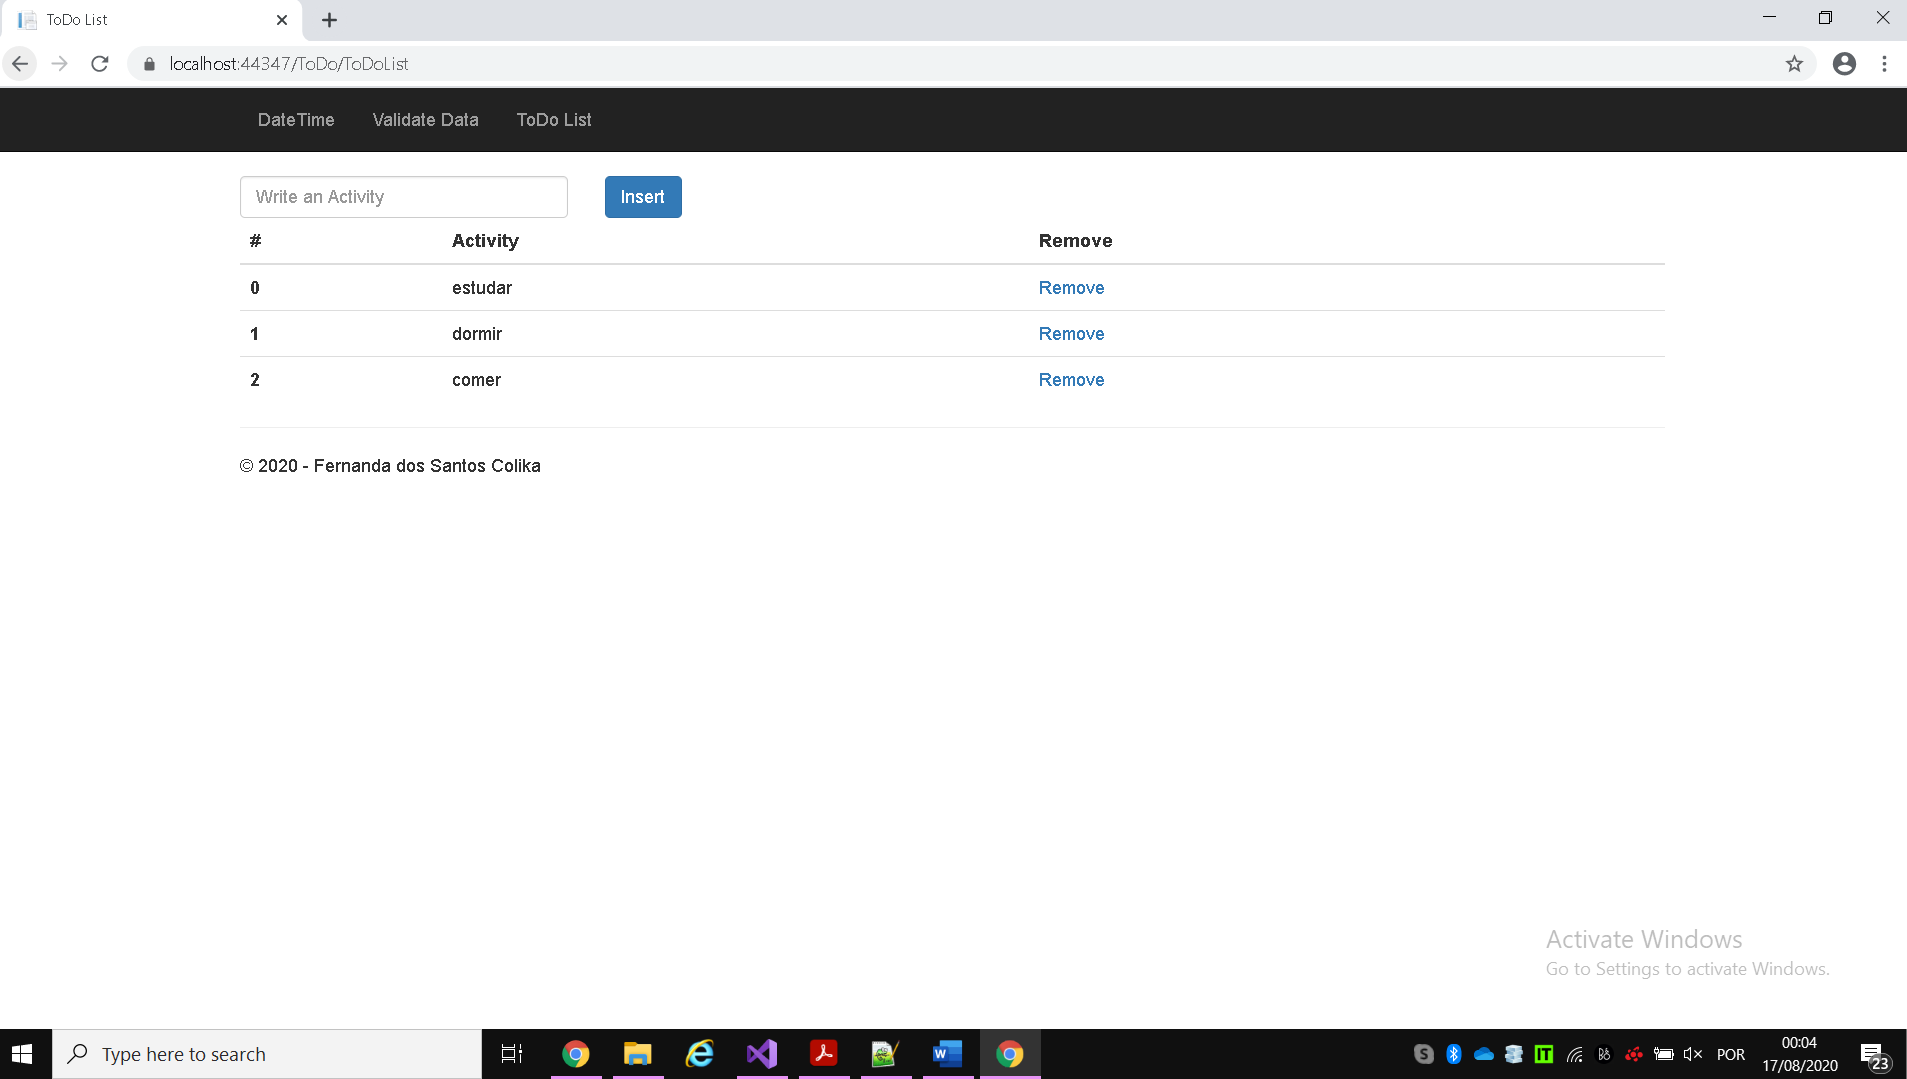 ToDo List
localhost:44347/ToDo/ToDoList
DateTime Validate Data ToDo List
Write an Activity Insert
# Activity Remove
0 estudar Remove
1 dormir Remove
2 comer Remove
© 2020 - Fernanda dos Santos Colika
Activate Windows
Go to Settings to activate Windows.
Type here to search
POR
00:04
17/08/2020
23